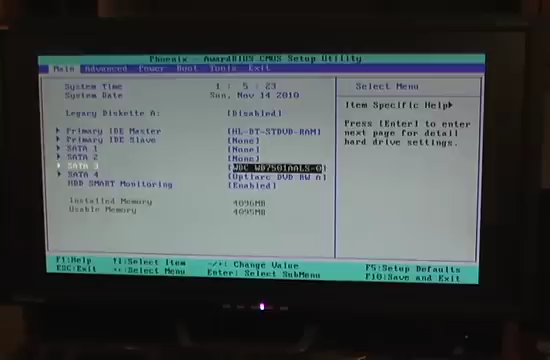 Phoenix - AwardBIOS CMOS Setup Utility
Main Advanced Power Boot Tools Exit
System Time 1 : 5 : 23
System Date Sun, Nov 14 2010
Legacy Diskette A: [Disabled]
Primary IDE Master [HL-DT-STDVD-RAM]
Primary IDE Slave [None]
SATA 1 [None]
SATA 2 [None]
SATA 3 [WDC WD7501AALS-0]
SATA 4 [Optiarc DVD RW A]
HDD SMART Monitoring [Enabled]
Installed Memory 4096MB
Usable Memory 4095MB
Select Menu
Item Specific Help
Press [Enter] to enter
next page for detail
hard drive settings.
F1:Help ↑↓:Select Item -/+: Change Value F5:Setup Defaults
ESC:Exit →←:Select Menu Enter: Select SubMenu F10:Save and Exit